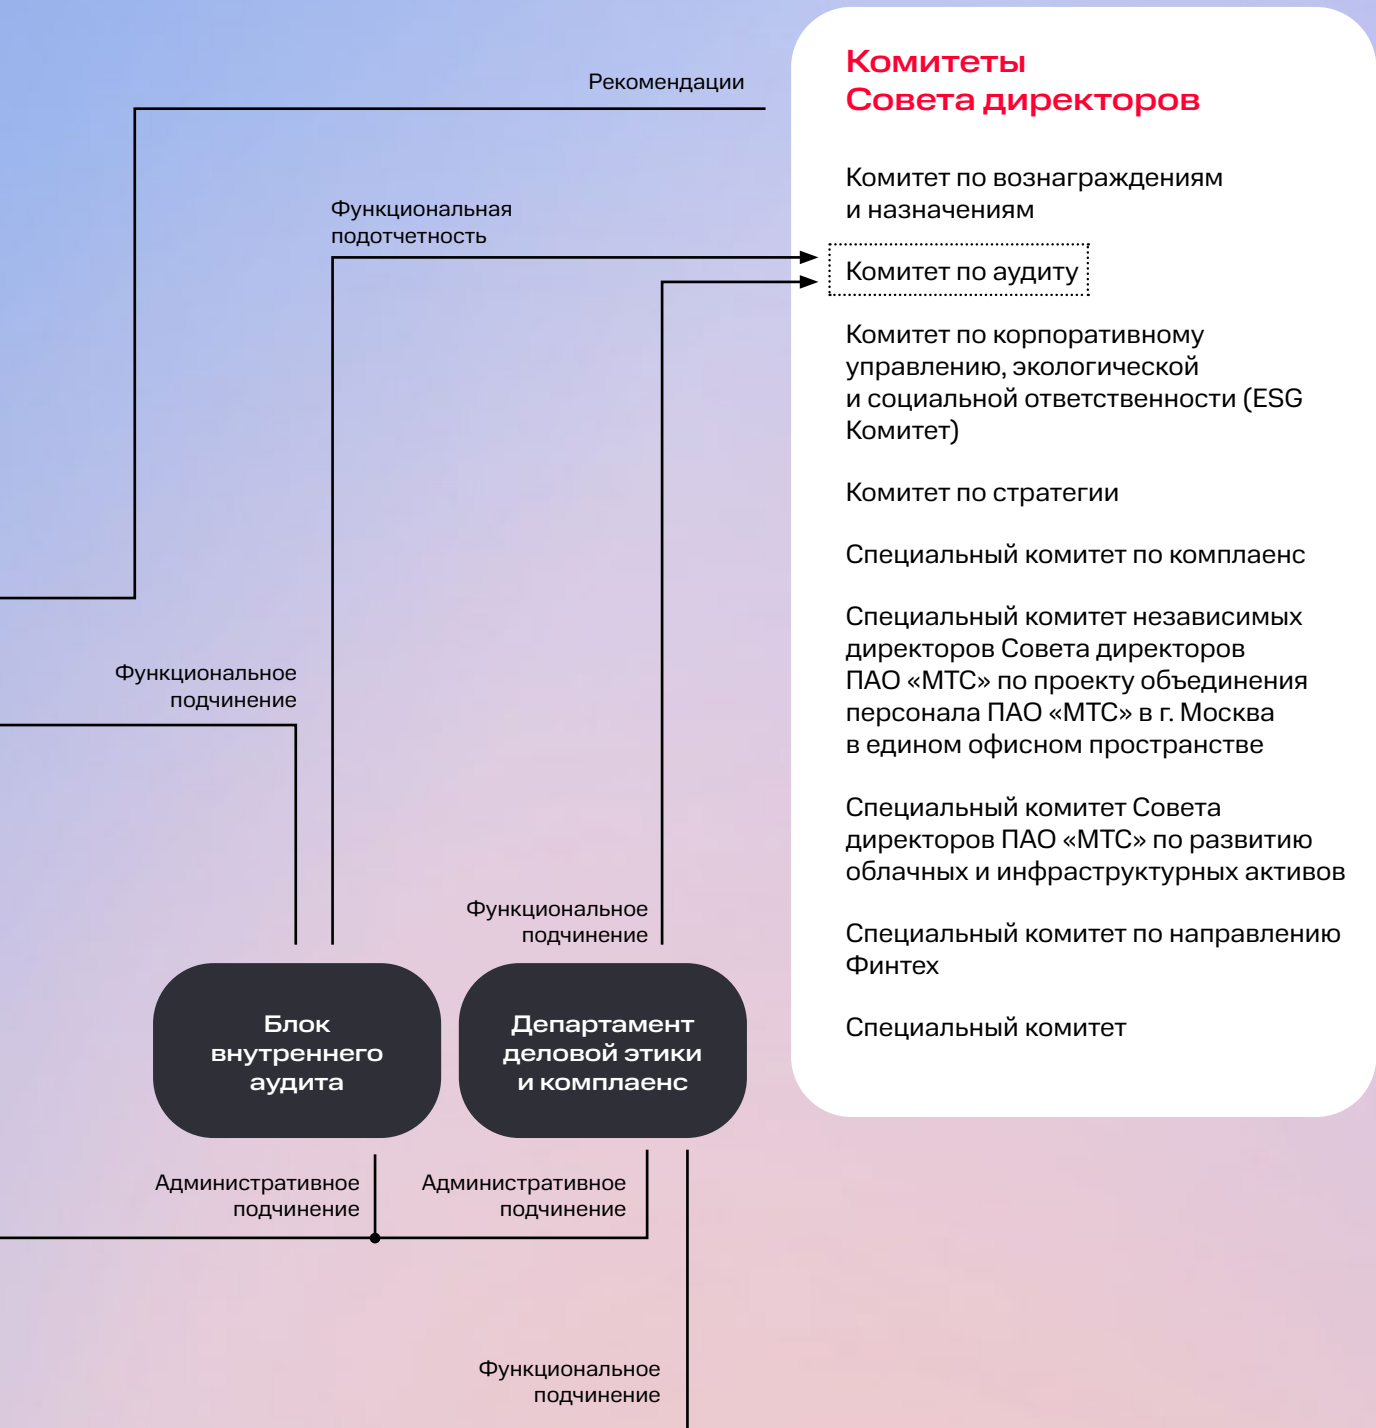 Рекомендации
Функциональная
подотчетность
Функциональное
подчинение
Функциональное
подчинение
Блок
внутреннего
аудита
Департамент
деловой этики
и комплаенс
Административное
подчинение
Административное
подчинение
Функциональное
подчинение
Комитеты
Совета директоров
Комитет по вознаграждениям
и назначениям
Комитет по аудиту
Комитет по корпоративному
управлению, экологической
и социальной ответственности (ESG
Комитет)
Комитет по стратегии
Специальный комитет по комплаенс
Специальный комитет независимых
директоров Совета директоров
ПАО «МТС» по проекту объединения
персонала ПАО «МТС» в г. Москва
в едином офисном пространстве
Специальный комитет Совета
директоров ПАО «МТС» по развитию
облачных и инфраструктурных активов
Специальный комитет по направлению
Финтех
Специальный комитет